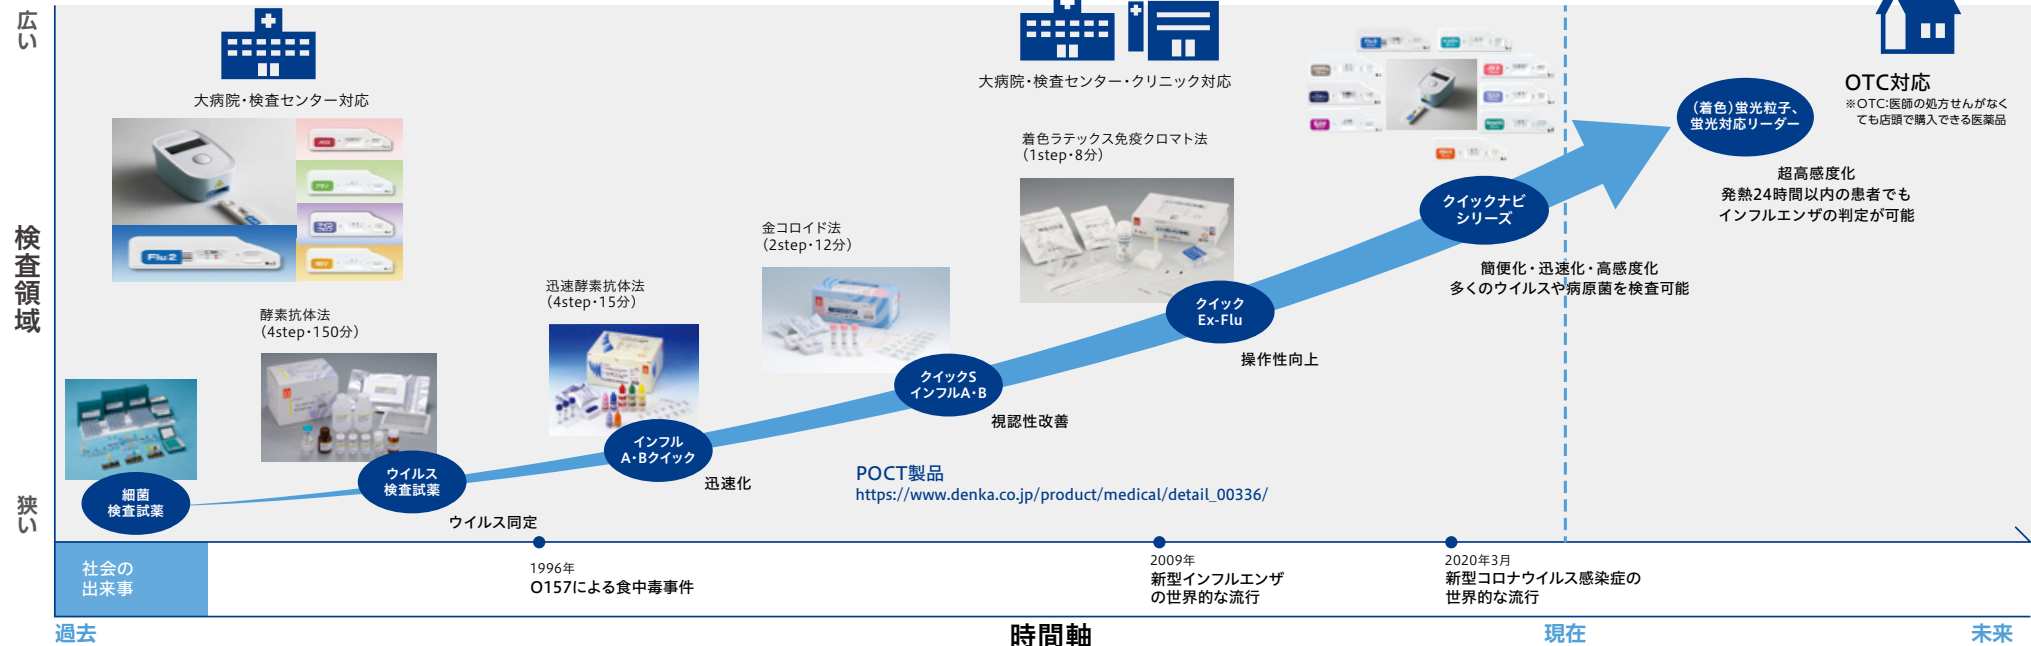 広い
検査領域
狭い
大病院・検査センター対応
大病院・検査センター・クリニック対応
OTC対応
※OTC:医師の処方せんがなく
ても店頭で購入できる医薬品
酵素抗体法
(4step・150分)
迅速酵素抗体法
(4step・15分)
金コロイド法
(2step・12分)
着色ラテックス免疫クロマト法
(1step・8分)
Flu 2
細菌
検査試薬
ウイルス
検査試薬
ウイルス同定
インフル
A・Bクイック
迅速化
クイックS
インフルA・B
視認性改善
クイック
Ex-Flu
操作性向上
クイックナビ
シリーズ
簡便化・迅速化・高感度化
多くのウイルスや病原菌を検査可能
(着色)蛍光粒子、
蛍光対応リーダー
超高感度化
発熱24時間以内の患者でも
インフルエンザの判定が可能
POCT製品
https://www.denka.co.jp/product/medical/detail_00336/
社会の
出来事
1996年
O157による食中毒事件
2009年
新型インフルエンザ
の世界的な流行
2020年3月
新型コロナウイルス感染症の
世界的な流行
過去
時間軸
現在
未来